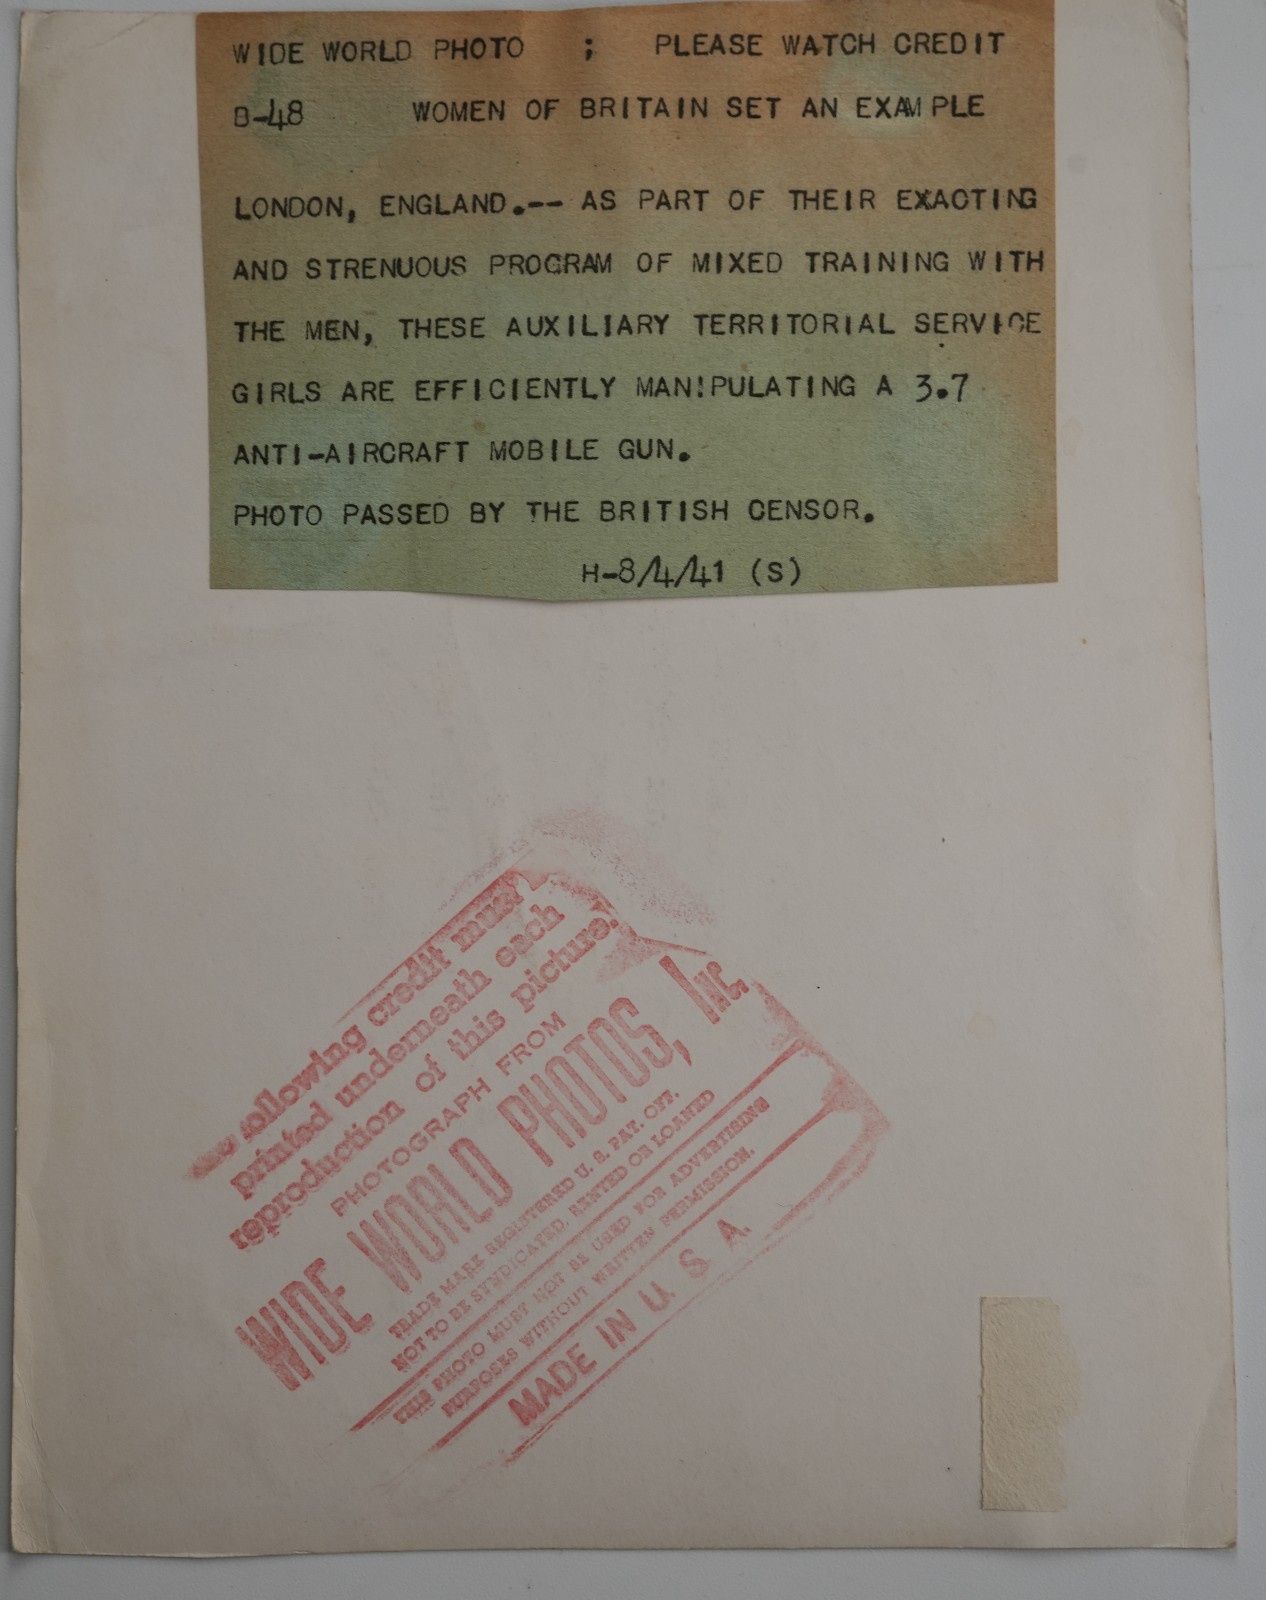 WIDE WORLD PHOTO ; PLEASE WATCH CREDIT
B-48 WOMEN OF BRITAIN SET AN EXAMPLE
LONDON, ENGLAND.-- AS PART OF THEIR EXACTING
AND STRENUOUS PROGRAM OF MIXED TRAINING WITH
THE MEN, THESE AUXILIARY TERRITORIAL SERVICE
GIRLS ARE EFFICIENTLY MANIPULATING A 3.7
ANTI-AIRCRAFT MOBILE GUN.
PHOTO PASSED BY THE BRITISH CENSOR.
H-8/4/41 (S)
following credit must
printed underneath each
reproduction of this picture.
PHOTOGRAPH FROM
WIDE WORLD PHOTOS, INC.
TRADE MARK REGISTERED U. S. PAT. OFF.
NOT TO BE SYNDICATED, RENTED OR LOANED
THIS PHOTO MUST NOT BE USED FOR ADVERTISING
PURPOSES WITHOUT WRITTEN PERMISSION.
MADE IN U. S. A.